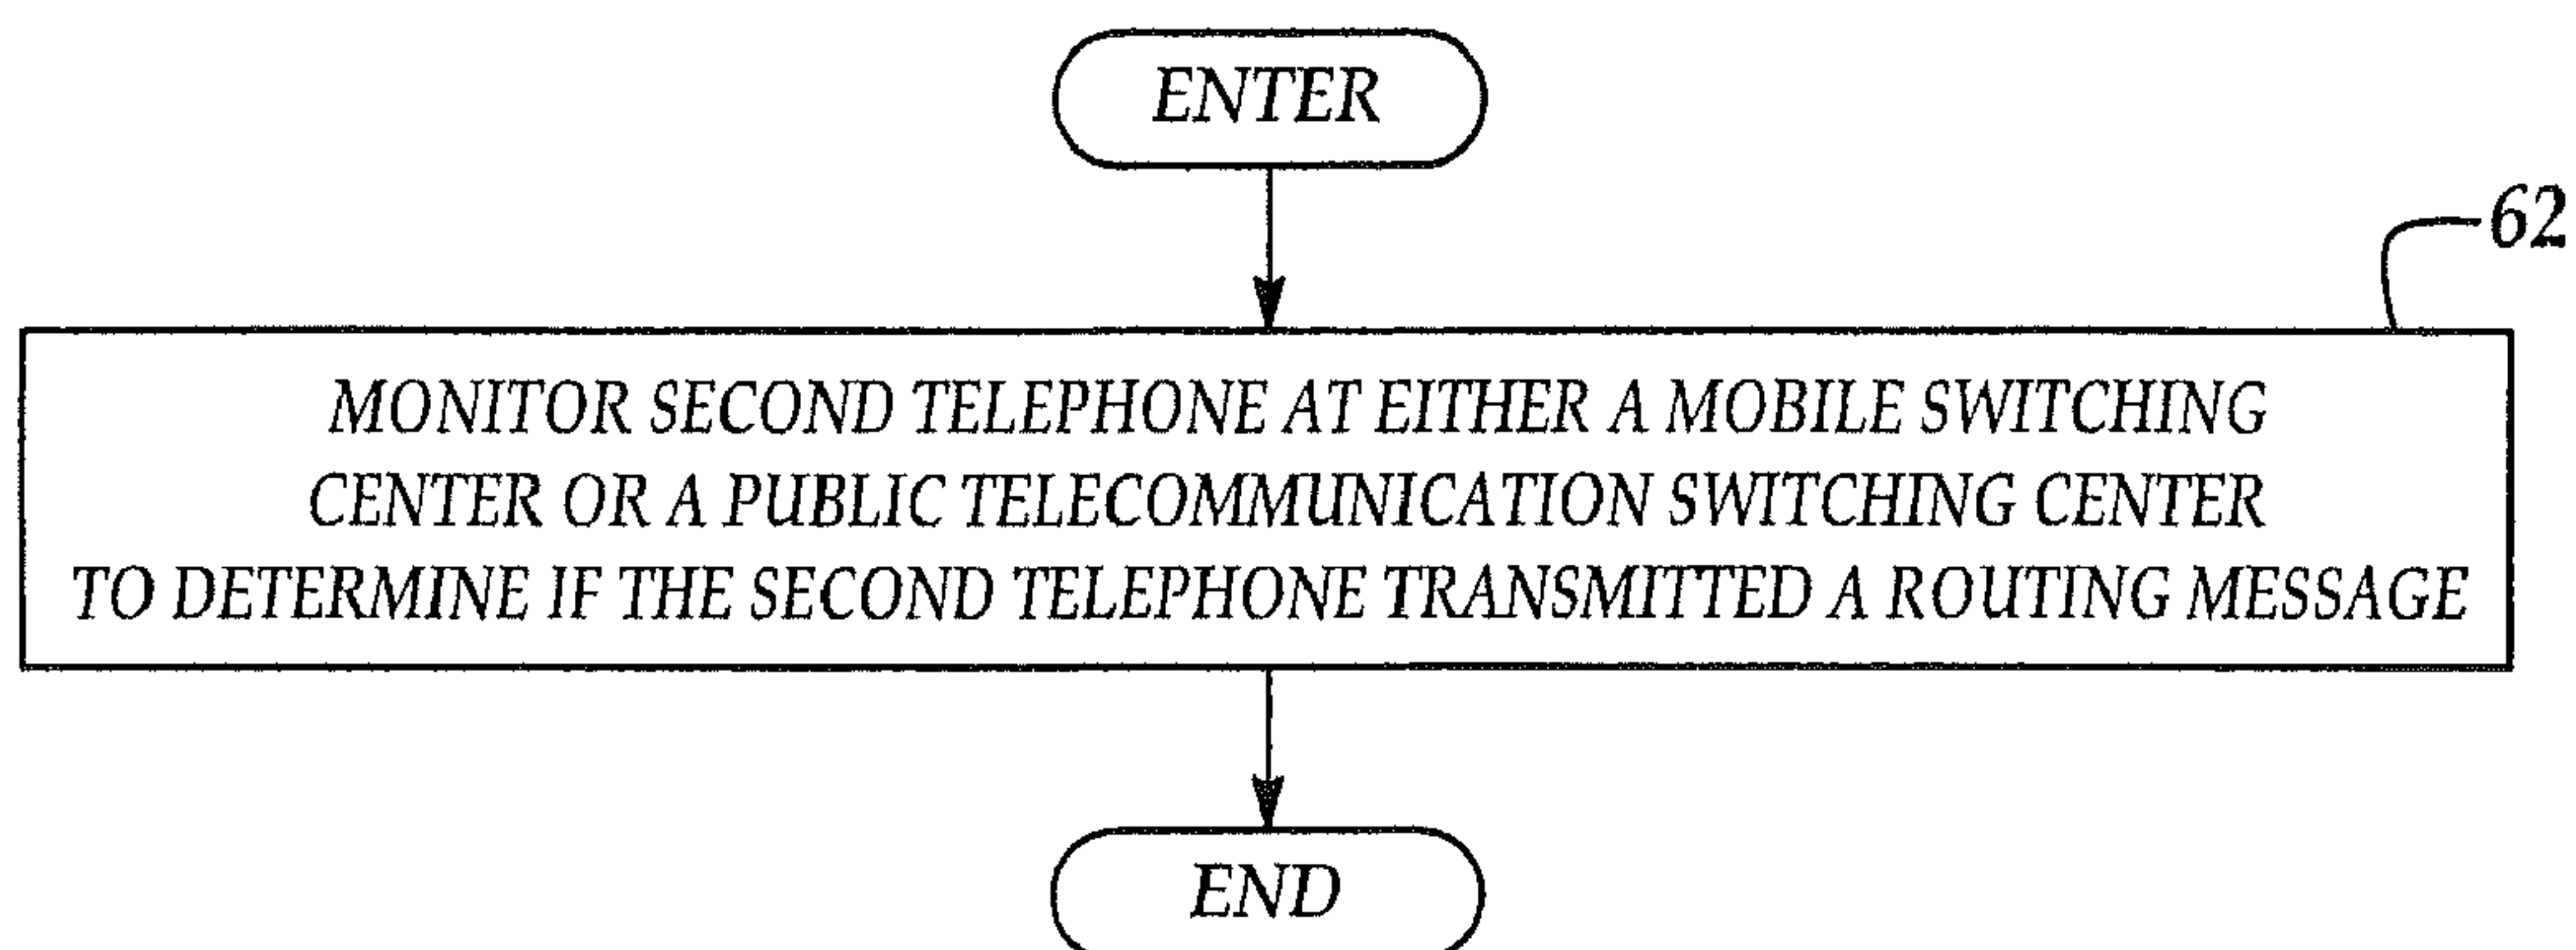 ENTER
62
MONITOR SECOND TELEPHONE AT EITHER A MOBILE SWITCHING
CENTER OR A PUBLIC TELECOMMUNICATION SWITCHING CENTER
TO DETERMINE IF THE SECOND TELEPHONE TRANSMITTED A ROUTING MESSAGE
END